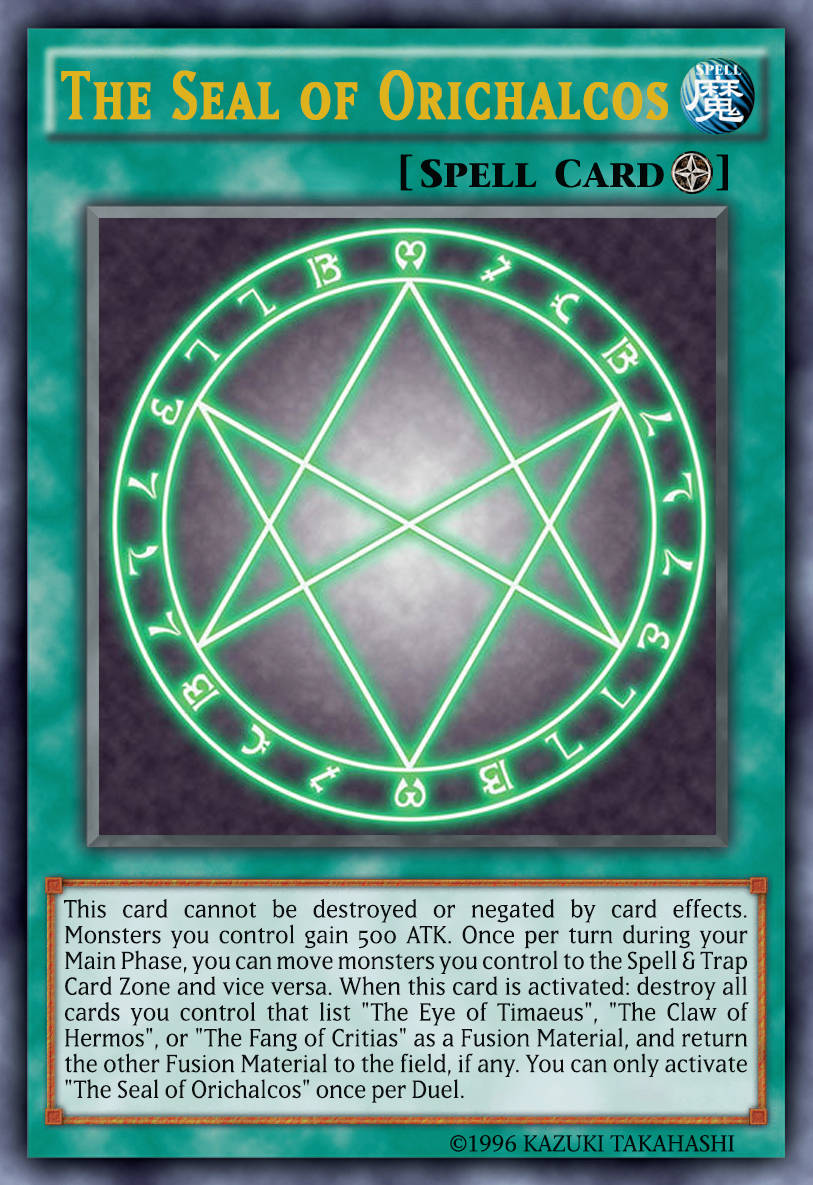 The Seal of Orichalcos
SPELL
魔
[Spell Card]
This card cannot be destroyed or negated by card effects.
Monsters you control gain 500 ATK. Once per turn during your
Main Phase, you can move monsters you control to the Spell & Trap
Card Zone and vice versa. When this card is activated: destroy all
cards you control that list "The Eye of Timaeus", "The Claw of
Hermos", or "The Fang of Critias" as a Fusion Material, and return
the other Fusion Material to the field, if any. You can only activate
"The Seal of Orichalcos" once per Duel.
©1996 KAZUKI TAKAHASHI